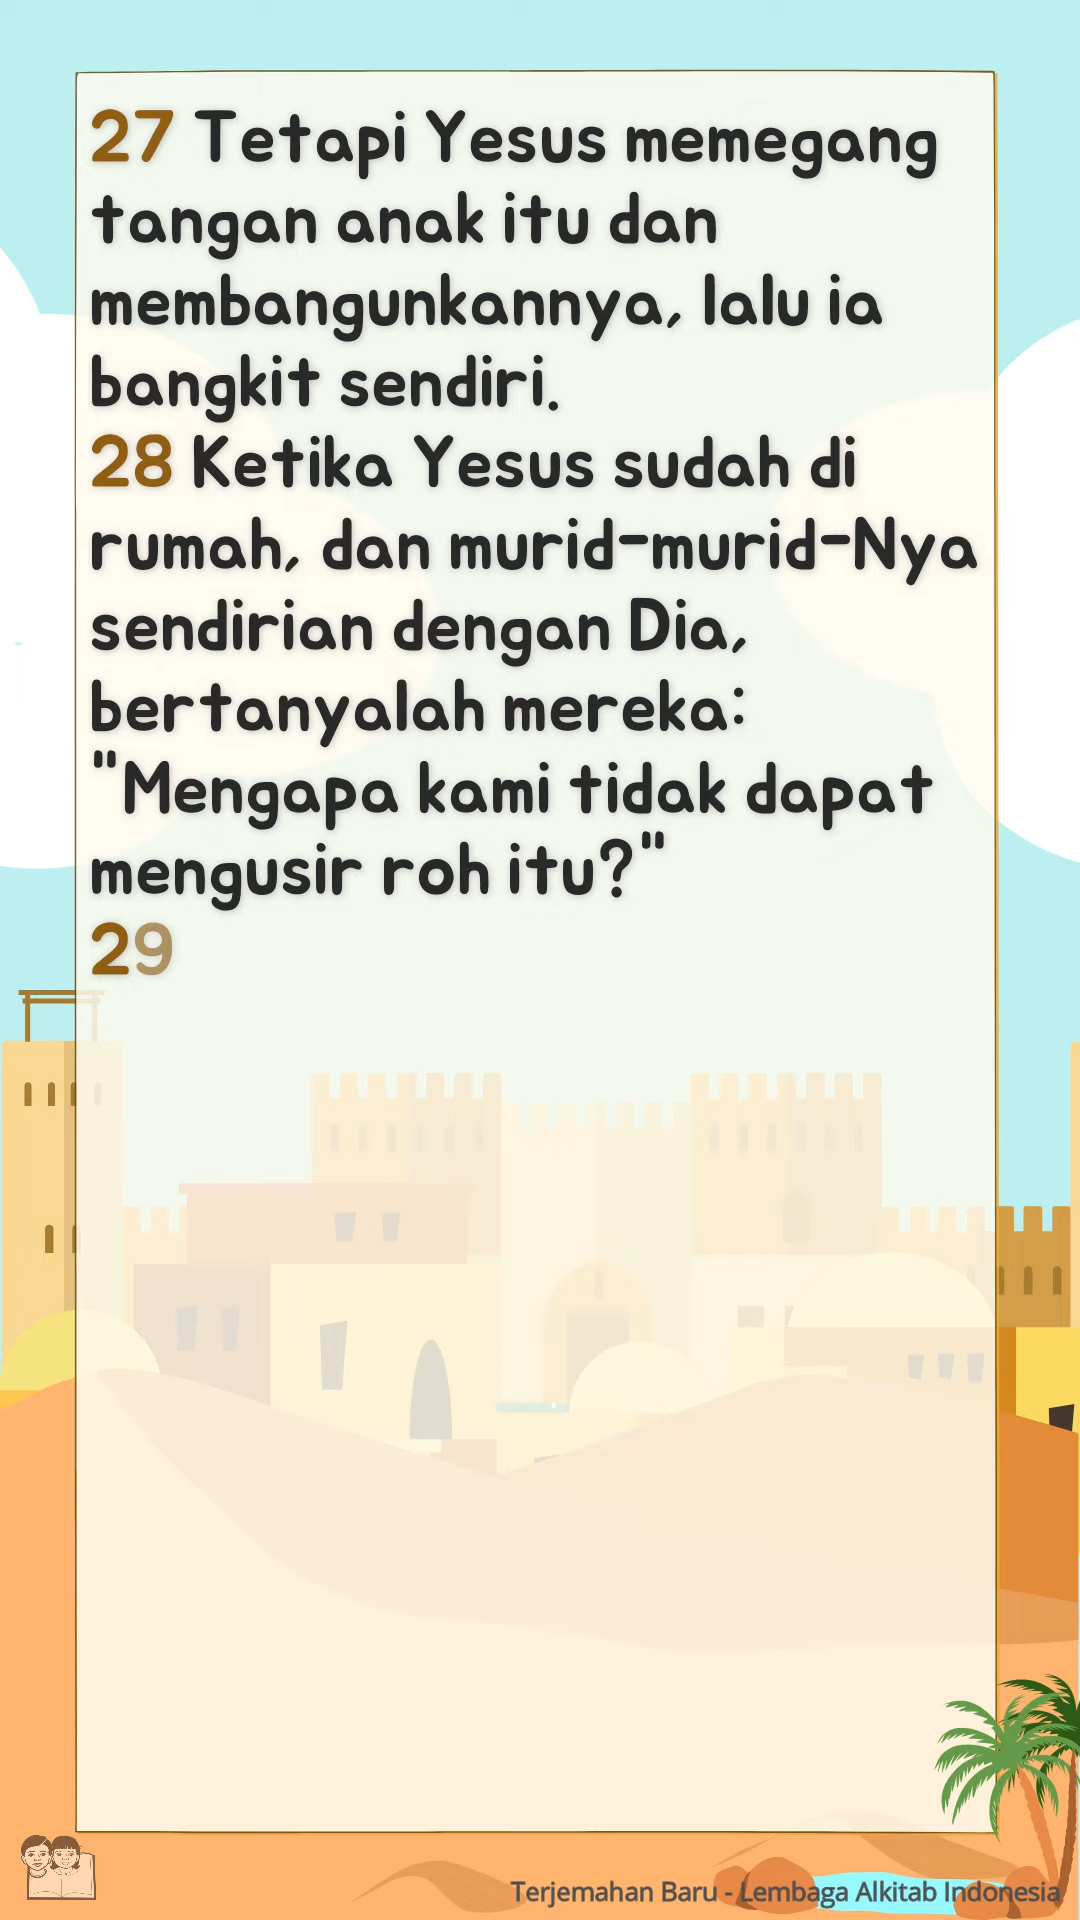 27 Tetapi Yesus memegang
tangan anak itu dan
membangunkannya, lalu ia
bangkit sendiri.
28 Ketika Yesus sudah di
rumah, dan murid-murid-Nya
sendirian dengan Dia,
bertanyalah mereka:
"Mengapa kami tidak dapat
mengusir roh itu?"
29
Terjemahan Baru - Lembaga Alkitab Indonesia